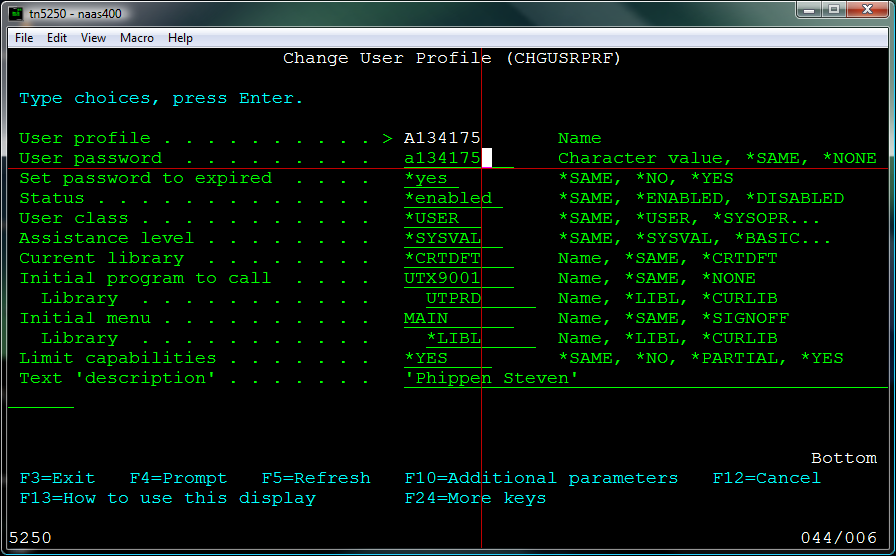 tn5250 - naas400
File Edit View Macro Help
Change User Profile (CHGUSRPRF)
Type choices, press Enter.
User profile . . . . . . . . . . > A134175 Name
User password . . . . . . . . . a134175 Character value, *SAME, *NONE
Set password to expired . . . . *yes *SAME, *NO, *YES
Status . . . . . . . . . . . . . *enabled *SAME, *ENABLED, *DISABLED
User class . . . . . . . . . . . *USER *SAME, *USER, *SYSOPR...
Assistance level . . . . . . . . *SYSVAL *SAME, *SYSVAL, *BASIC...
Current library . . . . . . . . *CRTDFT Name, *SAME, *CRTDFT
Initial program to call . . . . UTX9001 Name, *SAME, *NONE
Library . . . . . . . . . . . UTPRD Name, *LIBL, *CURLIB
Initial menu . . . . . . . . . . MAIN Name, *SAME, *SIGNOFF
Library . . . . . . . . . . . *LIBL Name, *LIBL, *CURLIB
Limit capabilities . . . . . . . *YES *SAME, *NO, *PARTIAL, *YES
Text 'description' . . . . . . . 'Phippen Steven'
Bottom
F3=Exit F4=Prompt F5=Refresh F10=Additional parameters F12=Cancel
F13=How to use this display F24=More keys
5250 044/006